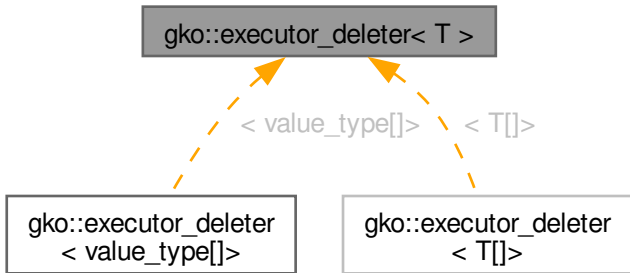 gko::executor_deleter< T >
< value_type[]>
< T[]>
gko::executor_deleter
< value_type[]>
gko::executor_deleter
< T[]>